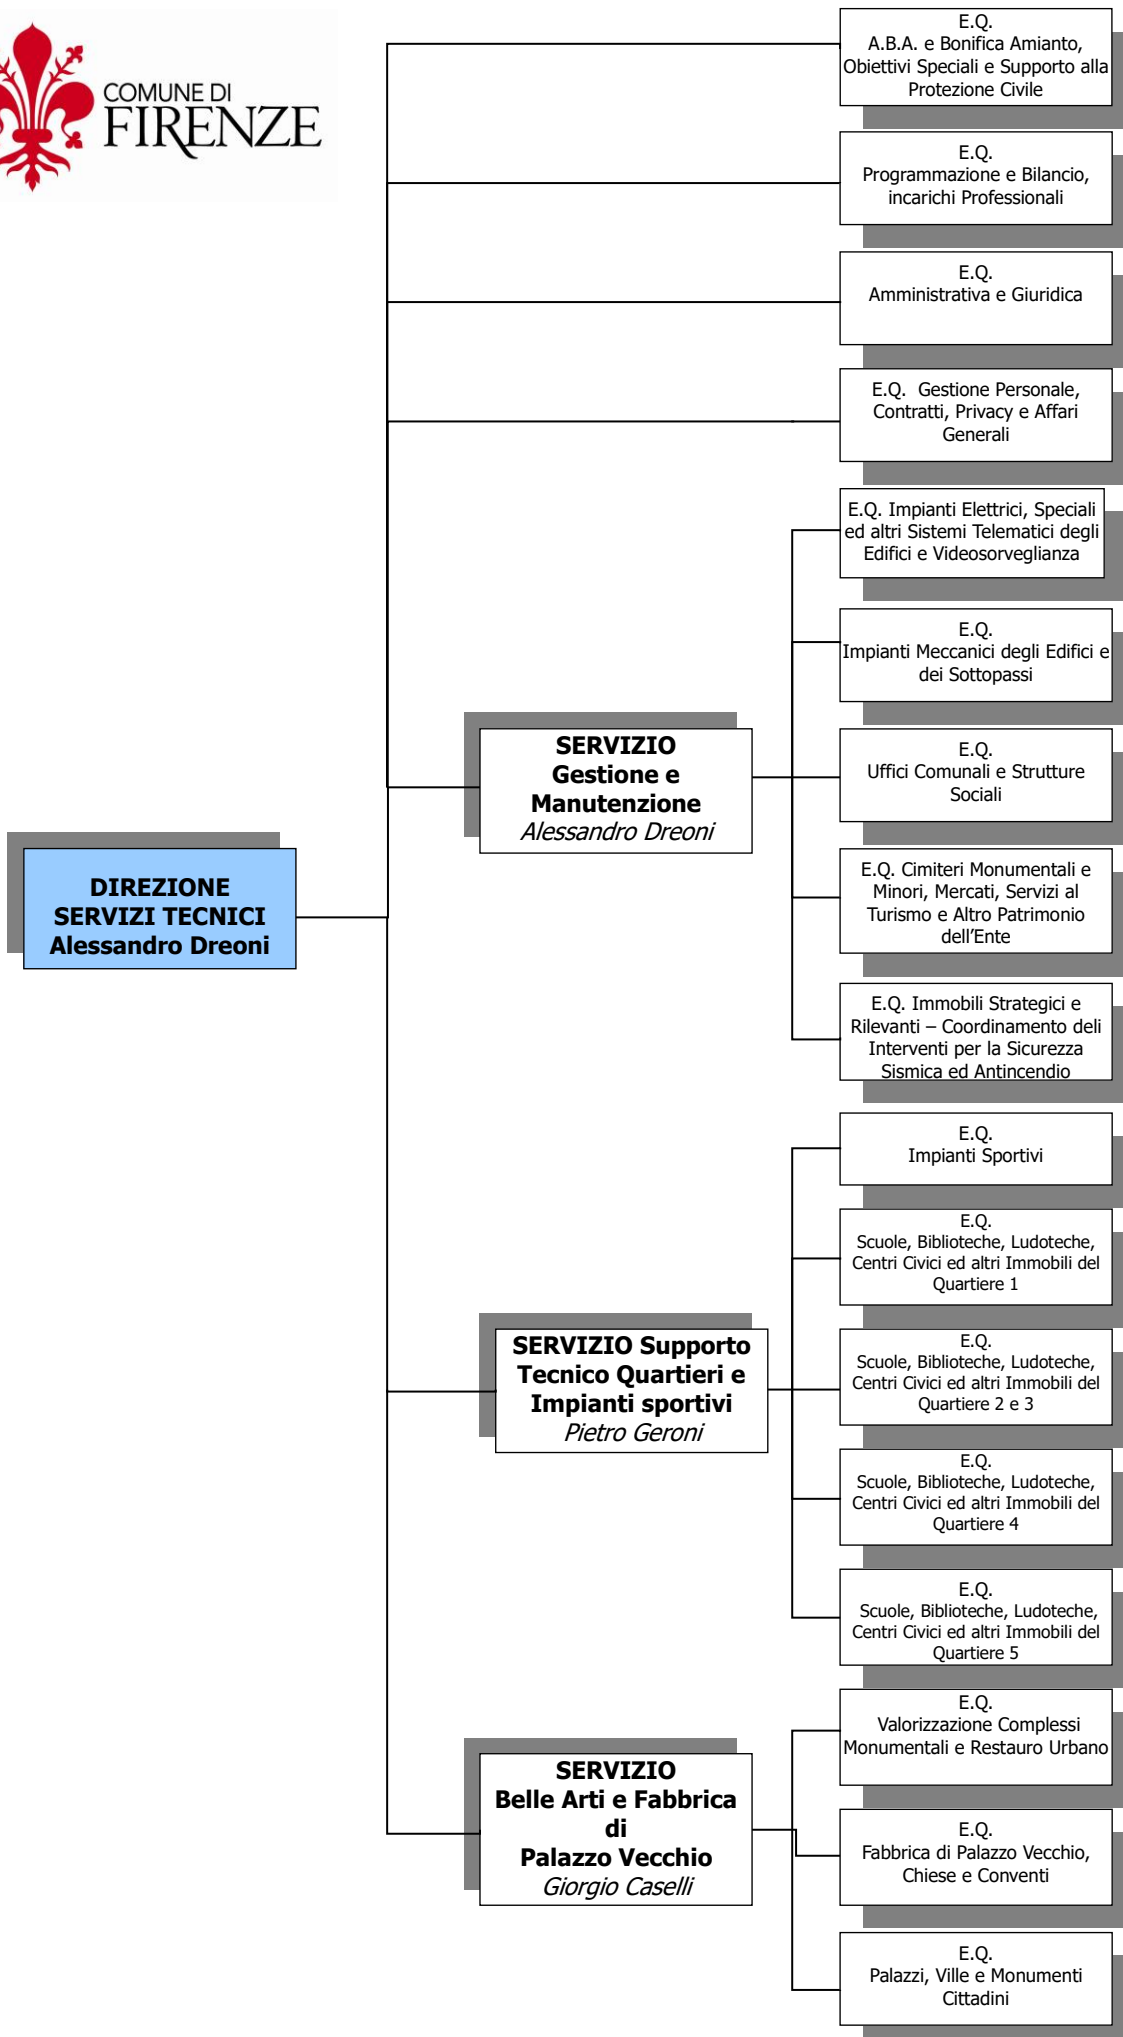 COMUNE DI
FIRENZE
E.Q.
A.B.A. e Bonifica Amianto,
Obiettivi Speciali e Supporto alla
Protezione Civile
E.Q.
Programmazione e Bilancio,
incarichi Professionali
E.Q.
Amministrativa e Giuridica
E.Q. Gestione Personale,
Contratti, Privacy e Affari
Generali
E.Q. Impianti Elettrici, Speciali
ed altri Sistemi Telematici degli
Edifici e Videosorveglianza
E.Q.
Impianti Meccanici degli Edifici e
dei Sottopassi
SERVIZIO
Gestione e
Manutenzione
Alessandro Dreoni
E.Q.
Uffici Comunali e Strutture
Sociali
DIREZIONE
SERVIZI TECNICI
Alessandro Dreoni
E.Q. Cimiteri Monumentali e
Minori, Mercati, Servizi al
Turismo e Altro Patrimonio
dell’Ente
E.Q. Immobili Strategici e
Rilevanti – Coordinamento deli
Interventi per la Sicurezza
Sismica ed Antincendio
E.Q.
Impianti Sportivi
E.Q.
Scuole, Biblioteche, Ludoteche,
Centri Civici ed altri Immobili del
Quartiere 1
SERVIZIO Supporto
Tecnico Quartieri e
Impianti sportivi
Pietro Geroni
E.Q.
Scuole, Biblioteche, Ludoteche,
Centri Civici ed altri Immobili del
Quartiere 2 e 3
E.Q.
Scuole, Biblioteche, Ludoteche,
Centri Civici ed altri Immobili del
Quartiere 4
E.Q.
Scuole, Biblioteche, Ludoteche,
Centri Civici ed altri Immobili del
Quartiere 5
E.Q.
Valorizzazione Complessi
Monumentali e Restauro Urbano
SERVIZIO
Belle Arti e Fabbrica
di
Palazzo Vecchio
Giorgio Caselli
E.Q.
Fabbrica di Palazzo Vecchio,
Chiese e Conventi
E.Q.
Palazzi, Ville e Monumenti
Cittadini